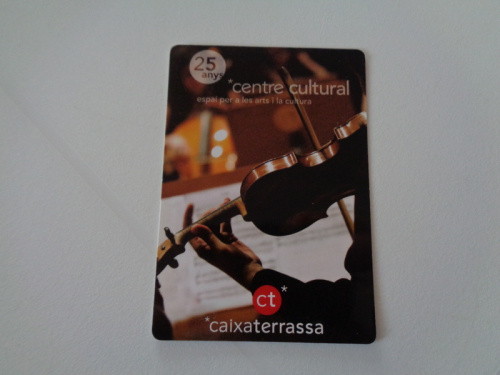 25
anys
*centre cultural
espai per a les arts i la cultura
ct*
*caixaterrassa